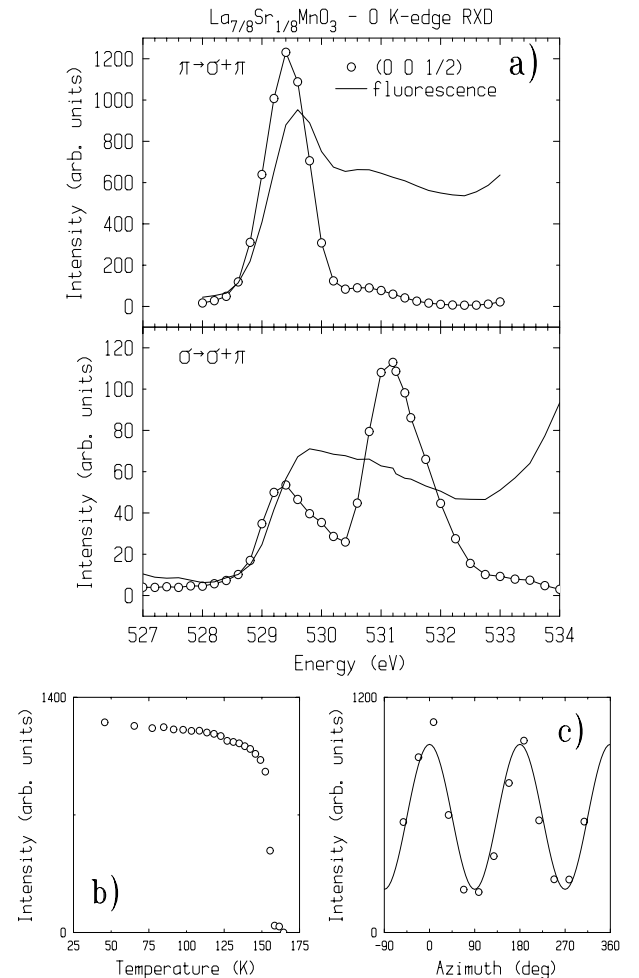 La7/8Sr1/8MnO3 - O K-edge RXD
π→σ+π
(0 0 1/2)
fluorescence
a)
Intensity (arb. units)
1200
1000
800
600
400
200
0
σ→σ+π
Intensity (arb. units)
120
100
80
60
40
20
0
527 528 529 530 531 532 533 534
Energy (eV)
1400
0
Intensity (arb. units)
b)
25 50 75 100 125 150 175
Temperature (K)
1200
0
Intensity (arb. units)
c)
-90 0 90 180 270 360
Azimuth (deg)